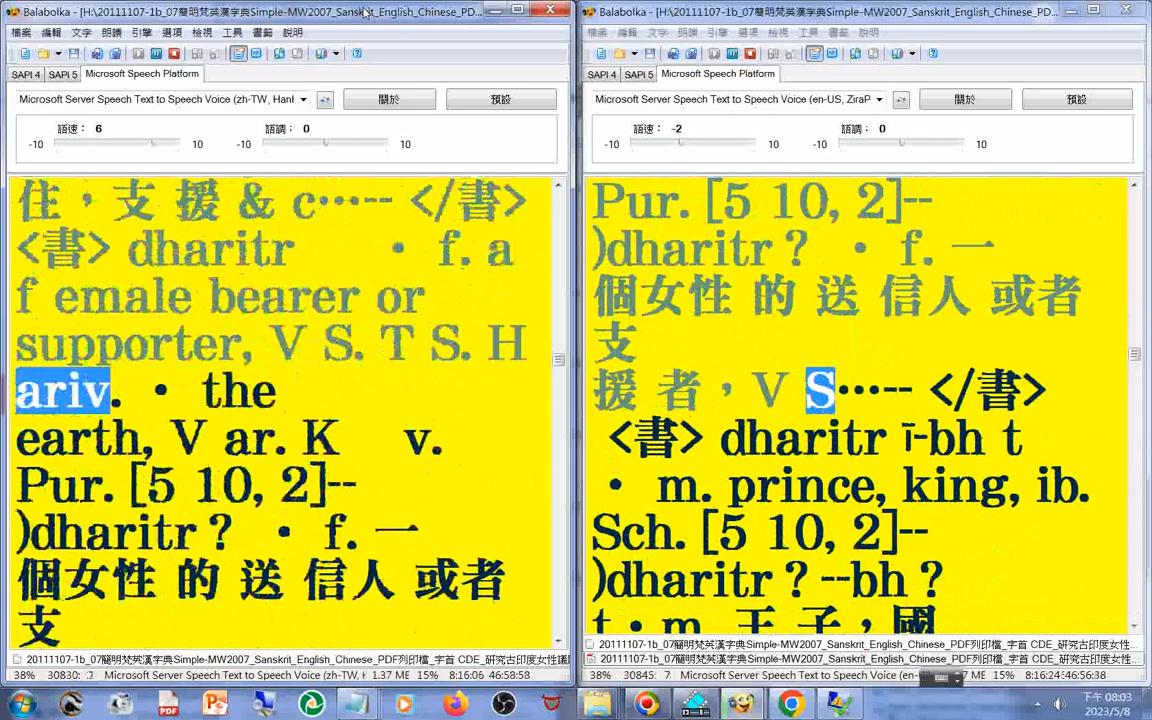 Balabolka - [H:\20111107-1b_07簡明梵英漢字典Simple-MW2007_Sanskrit_English_Chinese_PD...
檔案 編輯 文字 朗讀 引擎 選項 檢視 工具 書籤 說明
SAPI 4 SAPI 5 Microsoft Speech Platform
Microsoft Server Speech Text to Speech Voice (zh-TW, Hanl 關於 預設
語速： 6 語調： 0
-10 10 -10 10
住，支 援 & c…-- </書>
<書> dharitr • f. a
f emale bearer or
supporter, V S. T S. H
ariv. • the
earth, V ar. K v.
Pur. [5 10, 2]--
)dharitr？ • f. 一
個女性 的 送 信人 或者
支
20111107-1b_07簡明梵英漢字典Simple-MW2007_Sanskrit_English_Chinese_PDF列印檔_字首 CDE_研究古印度女性議
38% 30830: Microsoft Server Speech Text to Speech Voice (zh-TW, H 1.37 ME 15% 8:16:06 46:58:53
Balabolka - [H:\20111107-1b_07簡明梵英漢字典Simple-MW2007_Sanskrit_English_Chinese_PD...
檔案 編輯 文字 朗讀 引擎 選項 檢視 工具 書籤 說明
SAPI 4 SAPI 5 Microsoft Speech Platform
Microsoft Server Speech Text to Speech Voice (en-US, ZiraP 關於 預設
語速： -2 語調： 0
-10 10 -10 10
Pur. [5 10, 2]--
)dharitr？ • f. 一
個女性 的 送 信人 或者
支
援 者，V S…-- </書>
<書> dharitr ī-bh t
• m. prince, king, ib.
Sch. [5 10, 2]--
)dharitr？--bh？
t • m. 王 子，國
20111107-1b_07簡明梵英漢字典Simple-MW2007_Sanskrit_English_Chinese_PDF列印檔_字首 CDE_研究古印度女性
20111107-1b_07簡明梵英漢字典Simple-MW2007_Sanskrit_English_Chinese_PDF列印檔_字首 CDE_研究古印度女性
38% 30845: 7 Microsoft Server Speech Text to Speech Voice 7 ME 15% 8:16:24 46:56:38
下午 08:03
2023/5/8